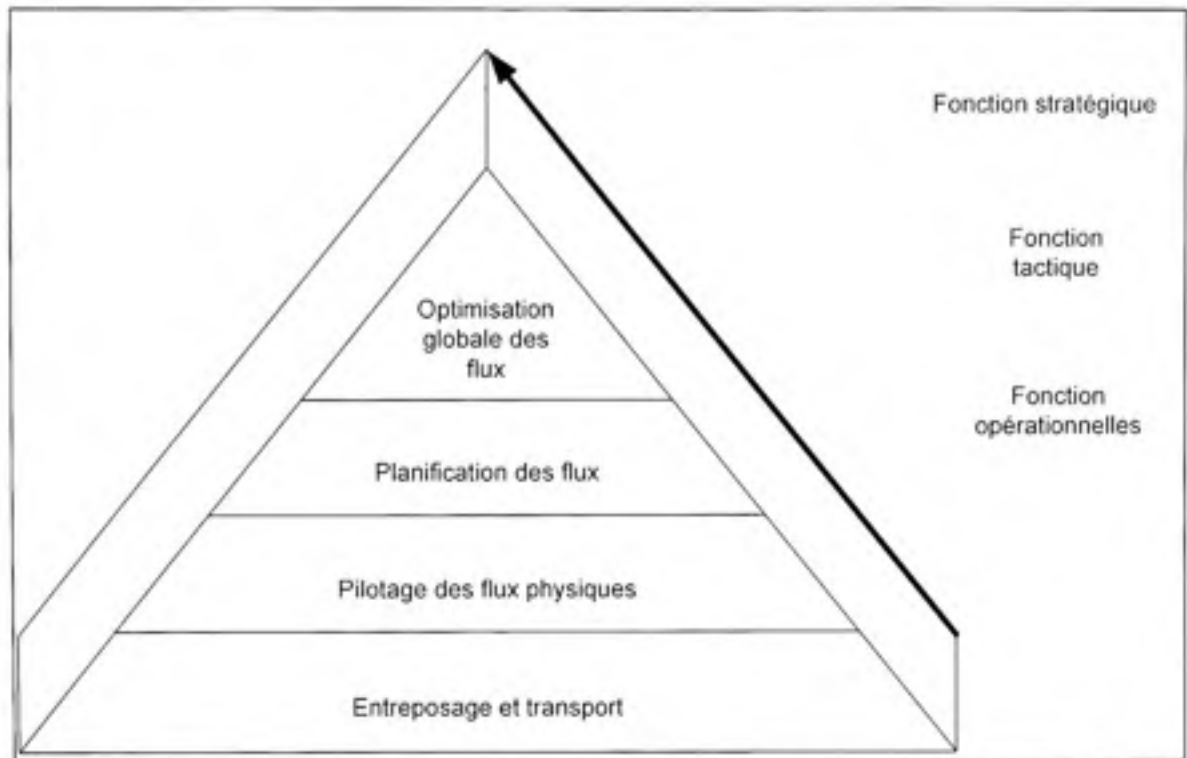 Fonction stratégique
Fonction
tactique
Optimisation
globale des
flux
Fonction
opérationnelles
Planification des flux
Pilotage des flux physiques
Entreposage et transport